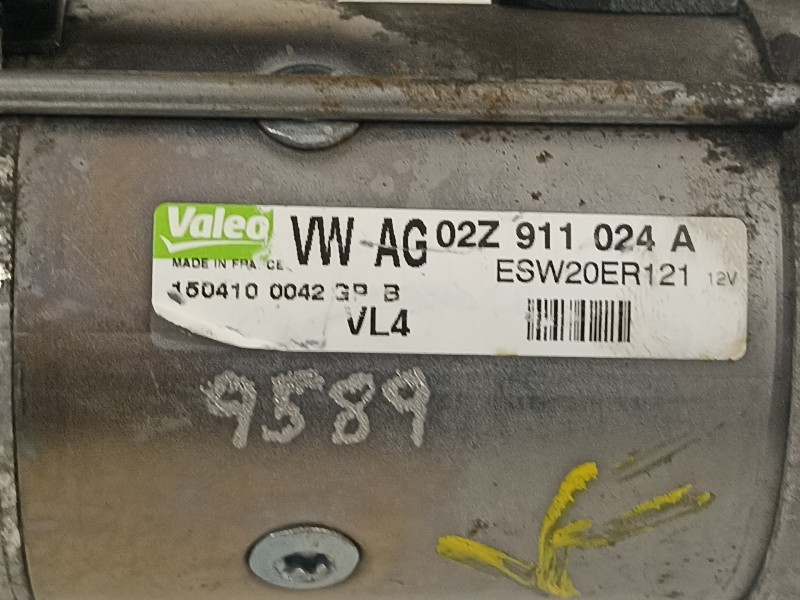 Valeo VW AG 02Z 911 024 A
MADE IN FRANCE ESW20ER121 12V
150410 0042 GP B
VL4
9589